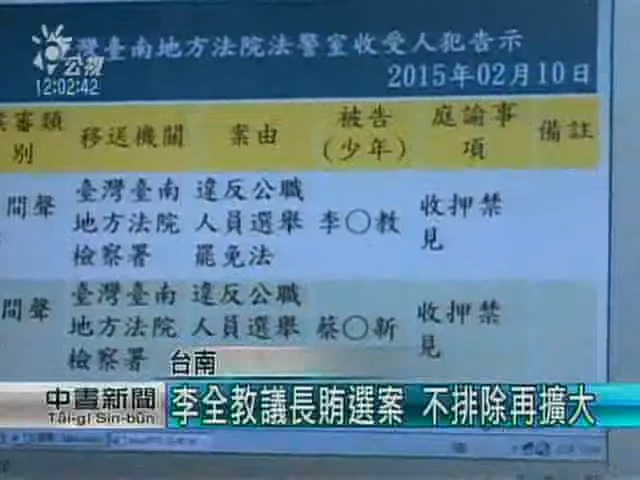 灣臺南地方法院法警室收受人犯告示
公視
12:02:42
2015年02月10日
審類別 移送機關 案由 被告(少年) 庭諭事項 備註
間聲 臺灣臺南地方法院檢察署 違反公職人員選舉罷免法 李〇教 收押禁見
間聲 臺灣臺南地方法院檢察署 違反公職人員選舉 蔡〇新 收押禁見
台南
中晝新聞 李全教議長賄選案 不排除再擴大
Tâi-gí Sin-bûn